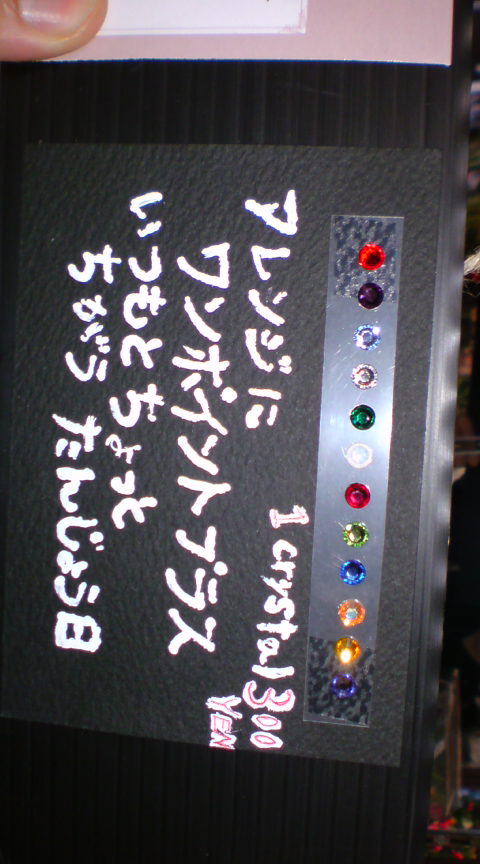 アレンジに
ワンポイントプラス
いつもとちょっと
ちがう たんじょう日
1 crystal 300
YEN